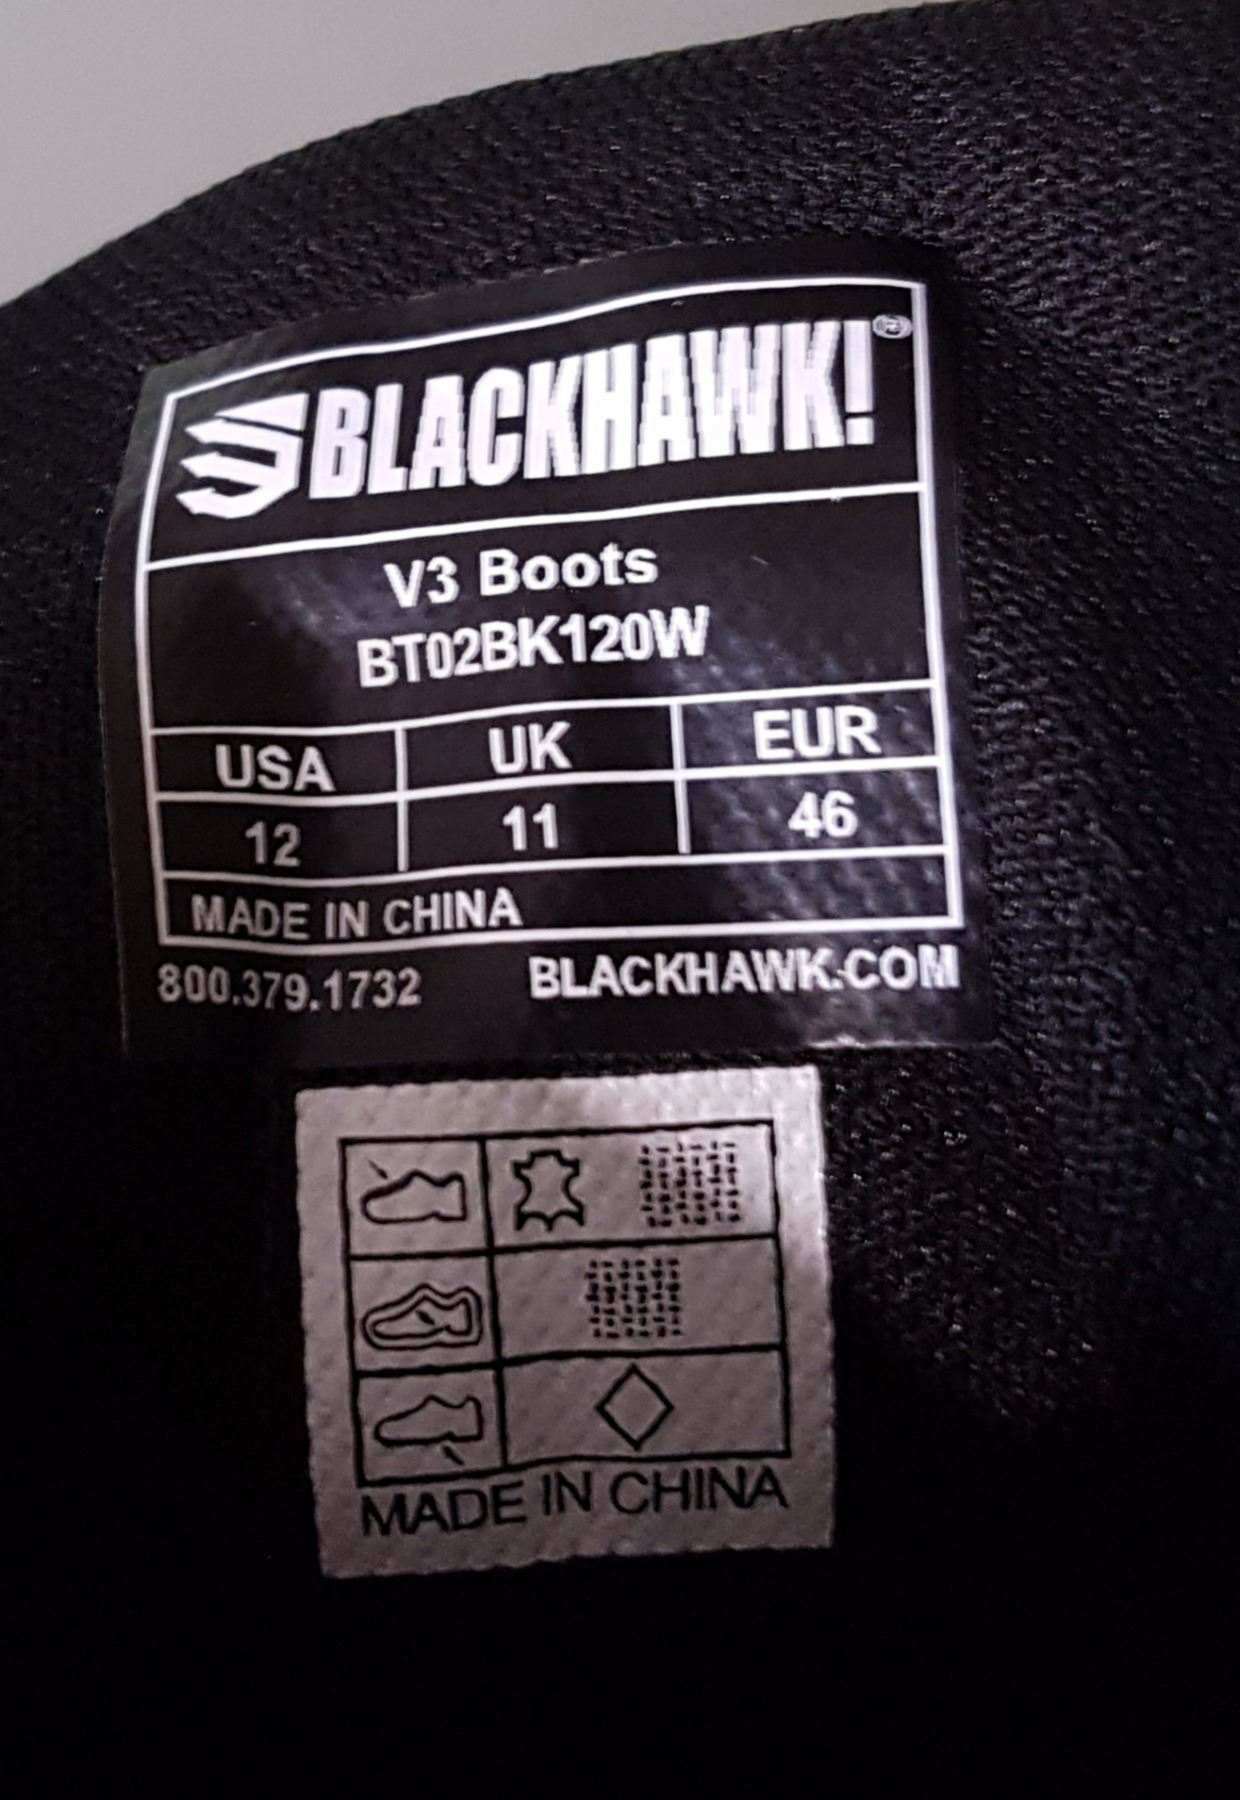 BLACKHAWK!®
V3 Boots
BT02BK120W
USA UK EUR
12 11 46
MADE IN CHINA
800.379.1732 BLACKHAWK.COM
MADE IN CHINA